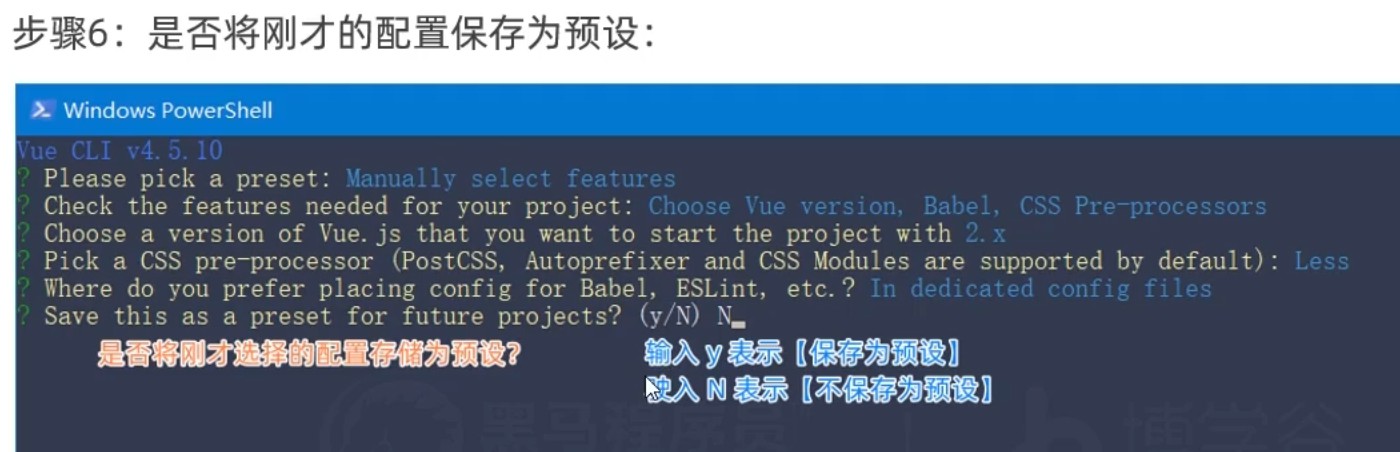 步骤6：是否将刚才的配置保存为预设：
Windows PowerShell
Vue CLI v4.5.10
? Please pick a preset: Manually select features
? Check the features needed for your project: Choose Vue version, Babel, CSS Pre-processors
? Choose a version of Vue.js that you want to start the project with 2.x
? Pick a CSS pre-processor (PostCSS, Autoprefixer and CSS Modules are supported by default): Less
? Where do you prefer placing config for Babel, ESLint, etc.? In dedicated config files
? Save this as a preset for future projects? (y/N) N
是否将刚才选择的配置存储为预设？ 输入 y 表示【保存为预设】
入 N 表示【不保存为预设】
黑马程序员 博学谷